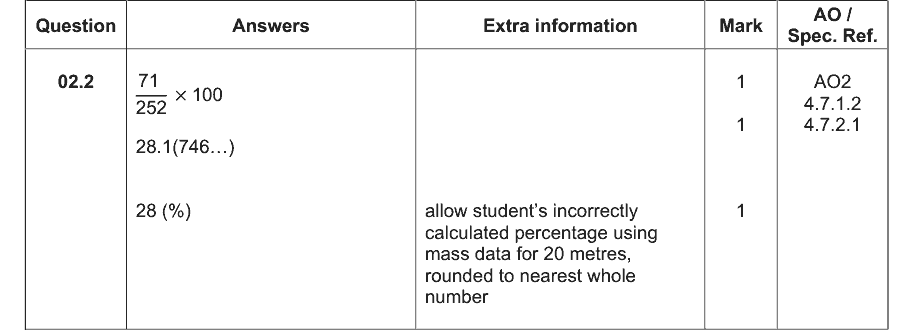 Question Answers Extra information Mark AO / Spec. Ref.
02.2 71/252 × 100 1 AO2
4.7.1.2
28.1(746…) 1 4.7.2.1
28 (%) allow student's incorrectly 1
calculated percentage using
mass data for 20 metres,
rounded to nearest whole
number